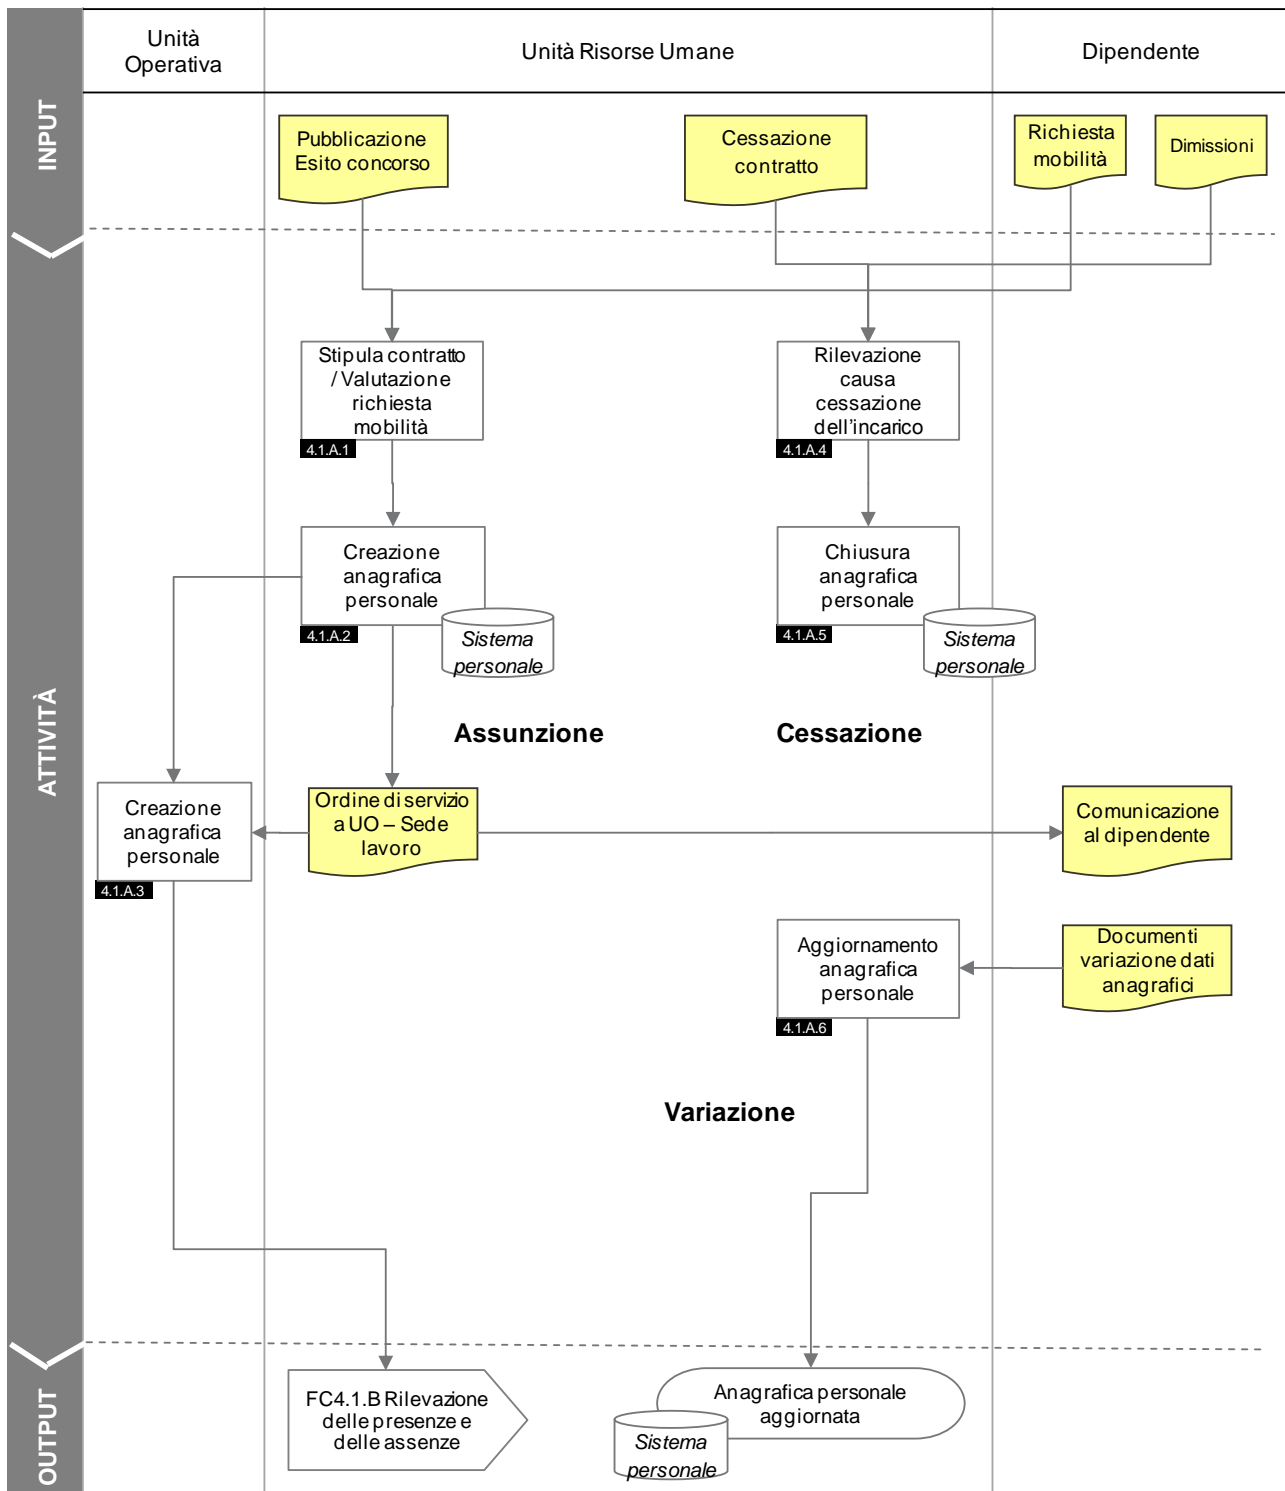 Unità
Operativa
Unità Risorse Umane
Dipendente
INPUT
Pubblicazione
Esito concorso
Cessazione
contratto
Richiesta
mobilità
Dimissioni
ATTIVITÀ
Stipula contratto
/ Valutazione
richiesta
mobilità
4.1.A.1
Rilevazione
causa
cessazione
dell'incarico
4.1.A.4
Creazione
anagrafica
personale
4.1.A.2
Sistema
personale
Chiusura
anagrafica
personale
4.1.A.5
Sistema
personale
Assunzione
Cessazione
Creazione
anagrafica
personale
4.1.A.3
Ordine di servizio
a UO – Sede
lavoro
Comunicazione
al dipendente
Aggiornamento
anagrafica
personale
4.1.A.6
Documenti
variazione dati
anagrafici
Variazione
OUTPUT
FC4.1.B Rilevazione
delle presenze e
delle assenze
Anagrafica personale
aggiornata
Sistema
personale